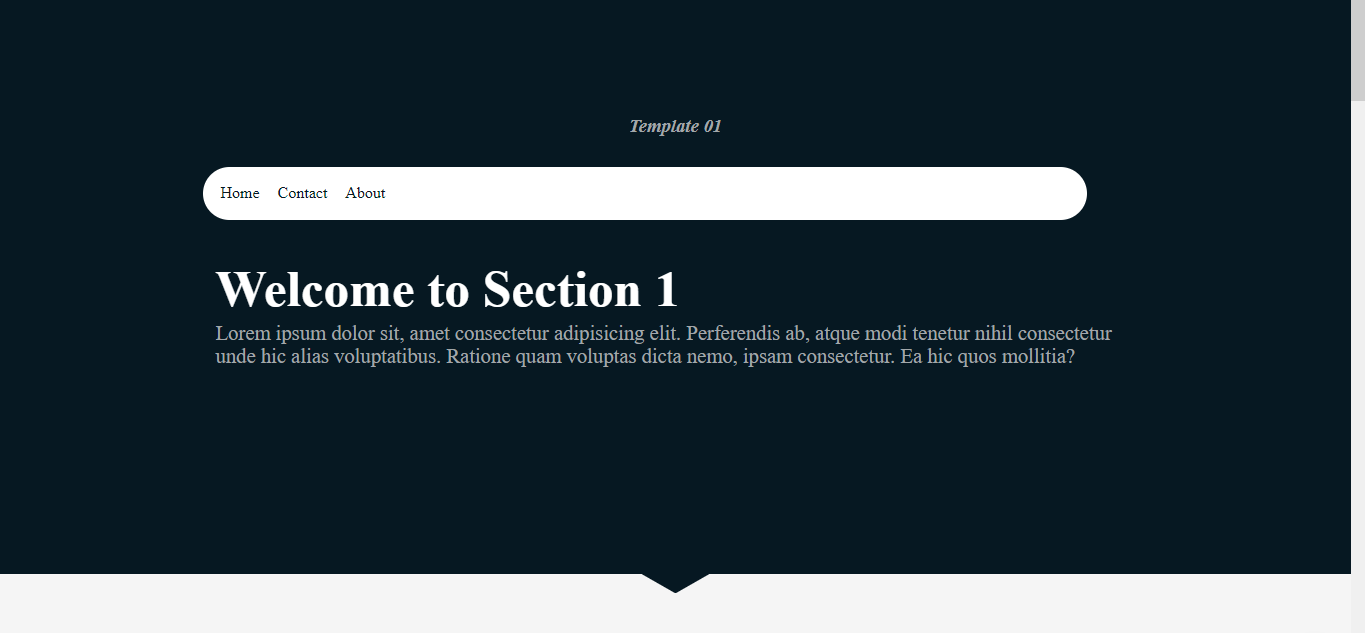 Template 01
Home Contact About
Welcome to Section 1
Lorem ipsum dolor sit, amet consectetur adipisicing elit. Perferendis ab, atque modi tenetur nihil consectetur
unde hic alias voluptatibus. Ratione quam voluptas dicta nemo, ipsam consectetur. Ea hic quos mollitia?